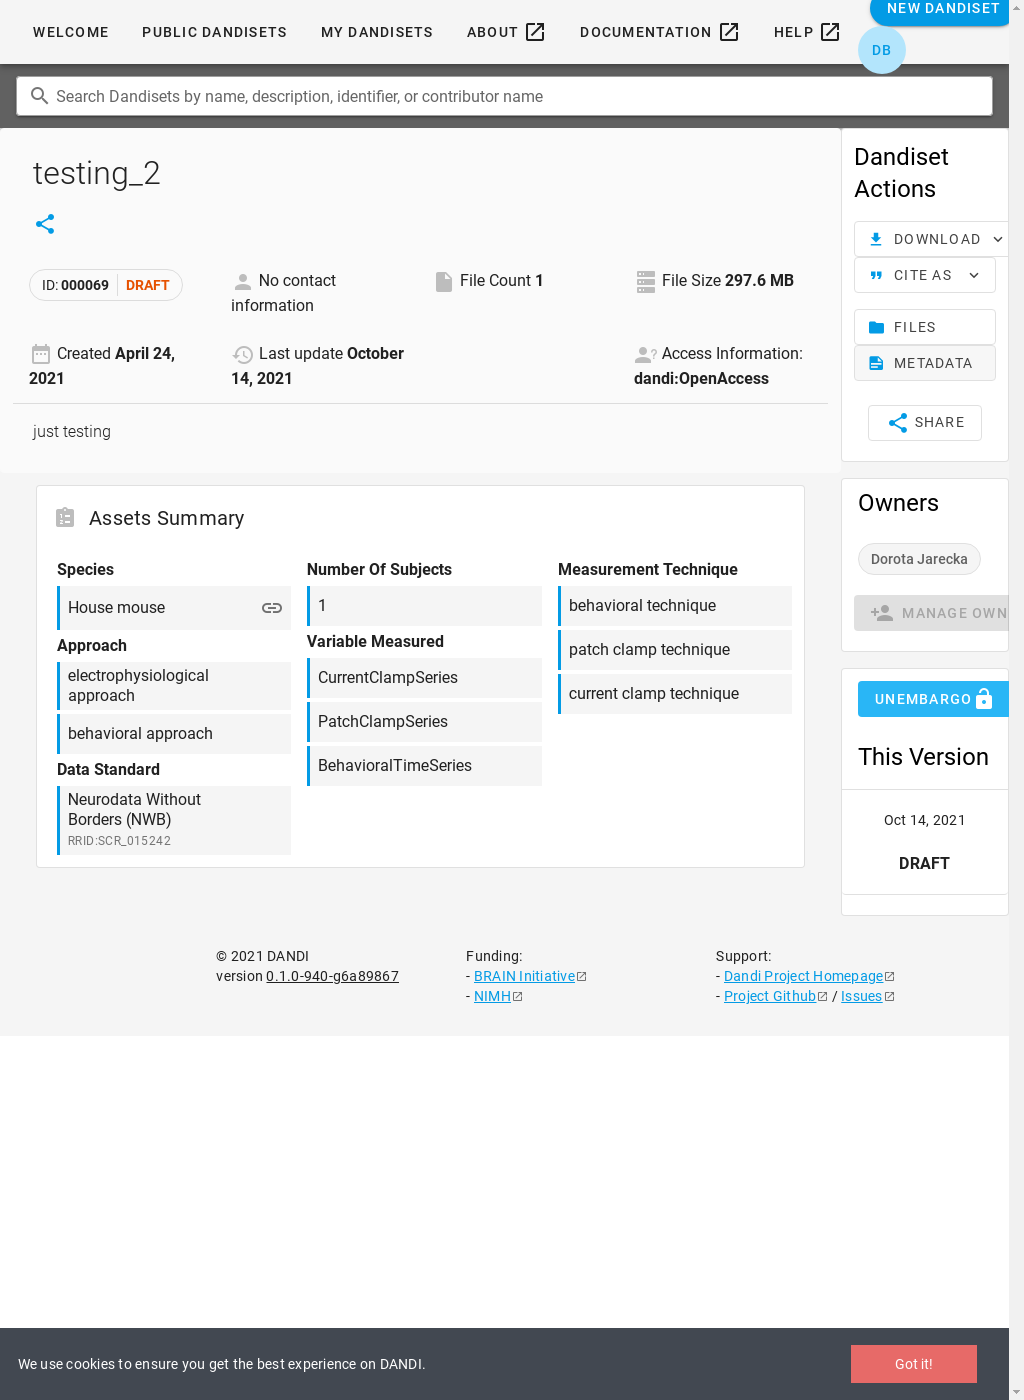 NEW DANDISET
WELCOME
PUBLIC DANDISETS
MY DANDISETS
ABOUT
DOCUMENTATION
HELP
DB
Search Dandisets by name, description, identifier, or contributor name
testing_2
ID: 000069 DRAFT
No contact
information
File Count 1
File Size 297.6 MB
Created April 24,
2021
Last update October
14, 2021
Access Information:
dandi:OpenAccess
just testing
Assets Summary
Species
House mouse
Approach
electrophysiological
approach
behavioral approach
Data Standard
Neurodata Without
Borders (NWB)
RRID:SCR_015242
Number Of Subjects
1
Variable Measured
CurrentClampSeries
PatchClampSeries
BehavioralTimeSeries
Measurement Technique
behavioral technique
patch clamp technique
current clamp technique
Dandiset
Actions
DOWNLOAD
CITE AS
FILES
METADATA
SHARE
Owners
Dorota Jarecka
MANAGE OWN
UNEMBARGO
This Version
Oct 14, 2021
DRAFT
© 2021 DANDI
version 0.1.0-940-g6a89867
Funding:
- BRAIN Initiative
- NIMH
Support:
- Dandi Project Homepage
- Project Github / Issues
We use cookies to ensure you get the best experience on DANDI.
Got it!